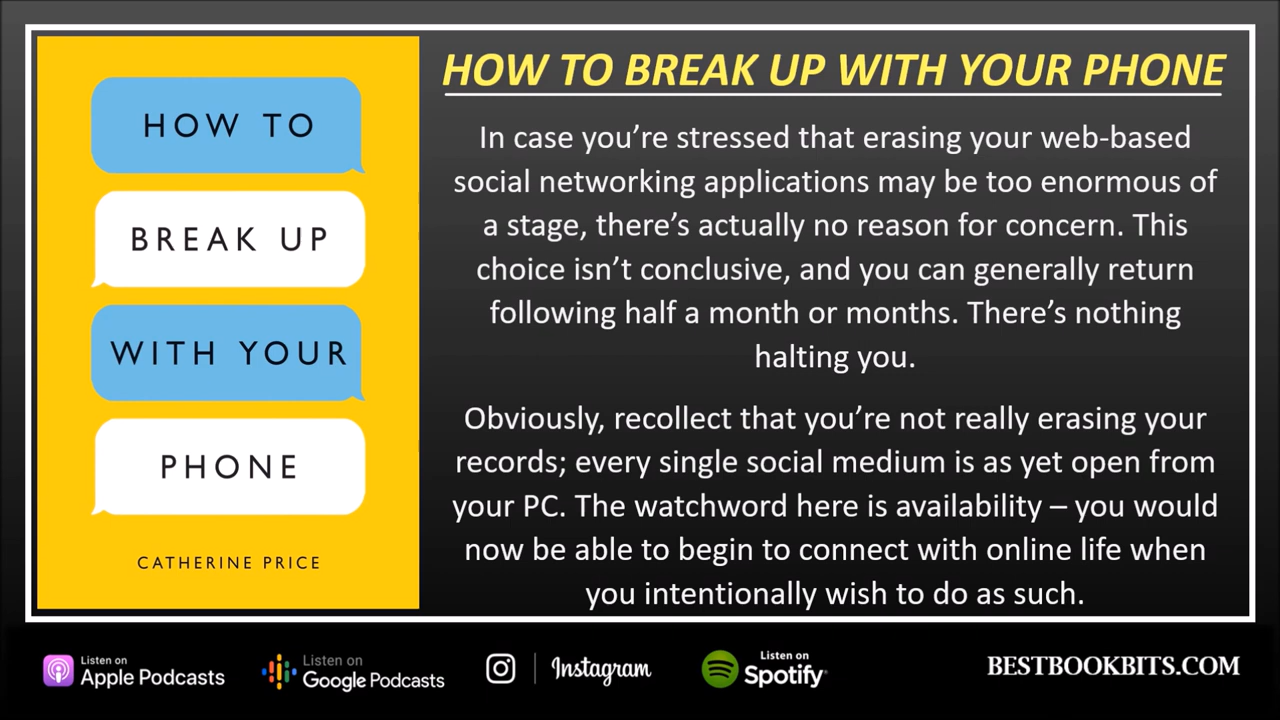 HOW TO
BREAK UP
WITH YOUR
PHONE
CATHERINE PRICE
HOW TO BREAK UP WITH YOUR PHONE
In case you’re stressed that erasing your web-based
social networking applications may be too enormous of
a stage, there’s actually no reason for concern. This
choice isn’t conclusive, and you can generally return
following half a month or months. There’s nothing
halting you.
Obviously, recollect that you’re not really erasing your
records; every single social medium is as yet open from
your PC. The watchword here is availability – you would
now be able to begin to connect with online life when
you intentionally wish to do as such.
Listen on
Apple Podcasts
Listen on
Google Podcasts
Instagram
Listen on
Spotify
BESTBOOKBITS.COM